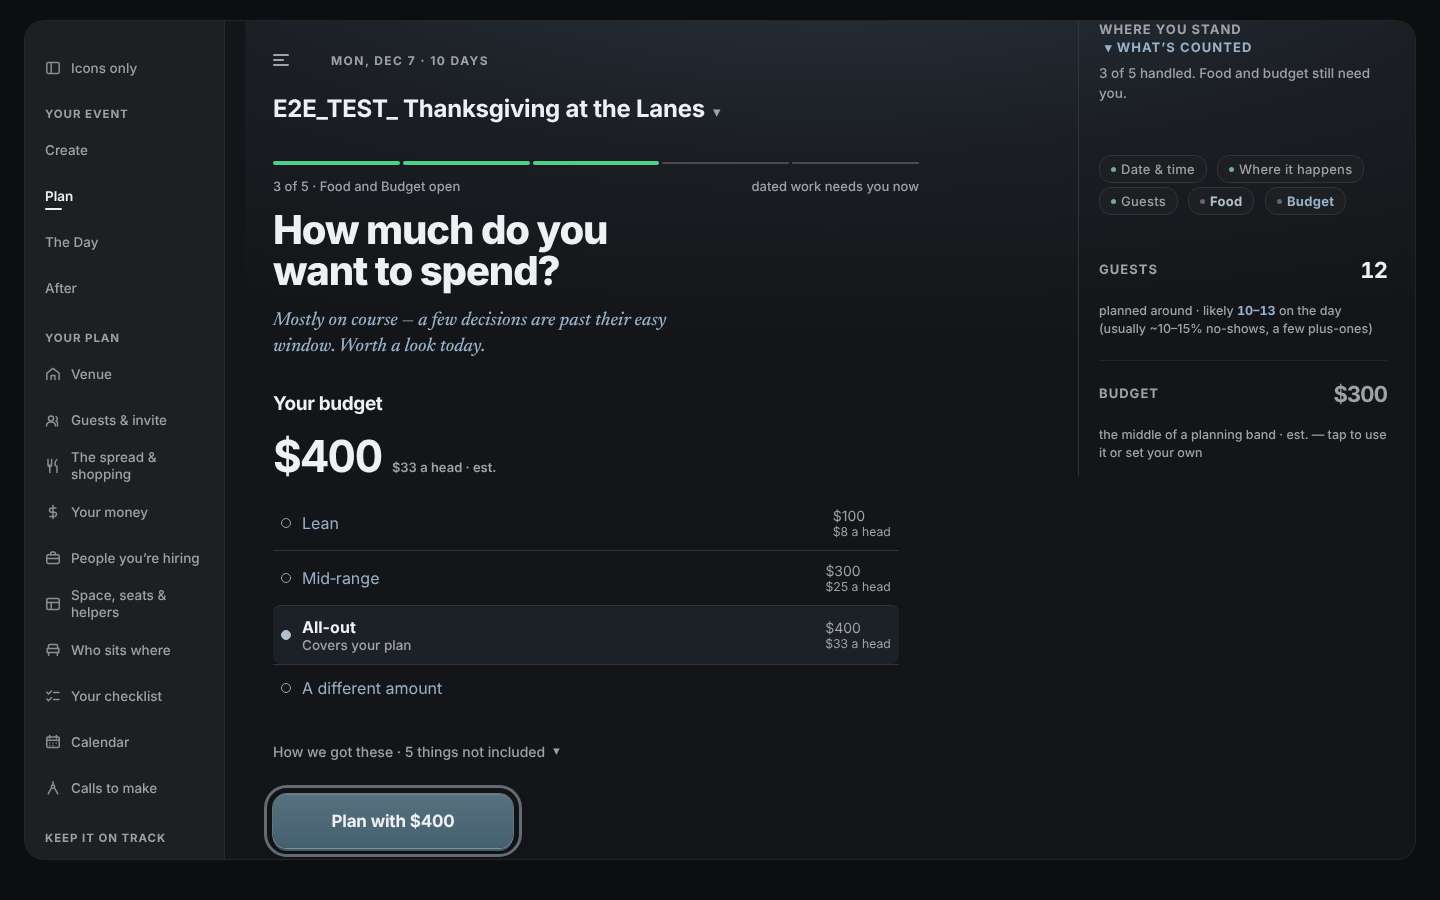 Icons only
YOUR EVENT
Create
Plan
The Day
After
YOUR PLAN
Venue
Guests & invite
The spread &
shopping
Your money
People you’re hiring
Space, seats &
helpers
Who sits where
Your checklist
Calendar
Calls to make
KEEP IT ON TRACK
MON, DEC 7 · 10 DAYS
E2E_TEST_ Thanksgiving at the Lanes ▾
3 of 5 · Food and Budget open
dated work needs you now
How much do you
want to spend?
Mostly on course — a few decisions are past their easy
window. Worth a look today.
Your budget
$400 $33 a head · est.
Lean
$100
$8 a head
Mid-range
$300
$25 a head
All-out
Covers your plan
$400
$33 a head
A different amount
How we got these · 5 things not included ▾
Plan with $400
WHERE YOU STAND
▾ WHAT’S COUNTED
3 of 5 handled. Food and budget still need
you.
Date & time
Where it happens
Guests
Food
Budget
GUESTS 12
planned around · likely 10–13 on the day
(usually ~10–15% no-shows, a few plus-ones)
BUDGET $300
the middle of a planning band · est. — tap to use
it or set your own